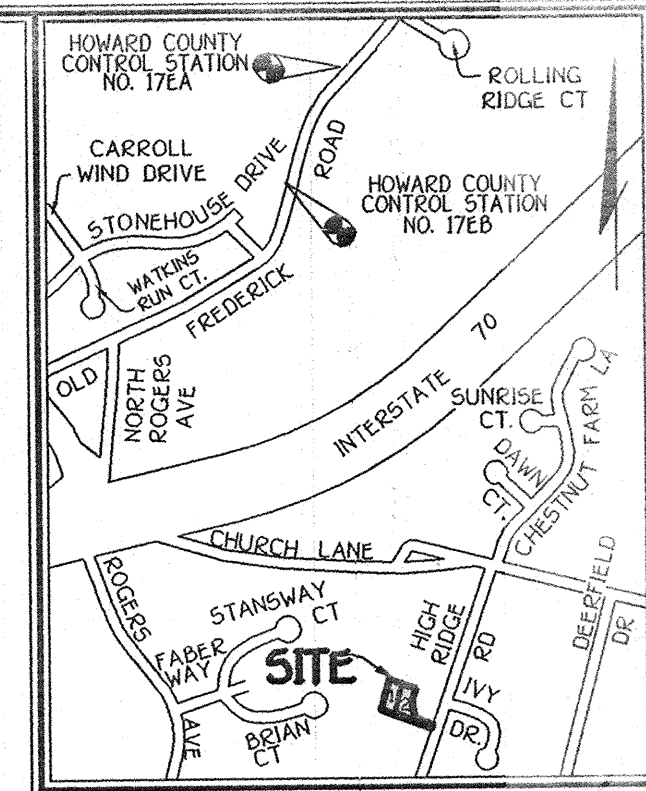 HOWARD COUNTY
CONTROL STATION
NO. 17EA
ROLLING
RIDGE CT
CARROLL
WIND DRIVE
STONEHOUSE DRIVE
ROAD
HOWARD COUNTY
CONTROL STATION
NO. 17EB
WATKINS
RUN CT.
FREDERICK
OLD
NORTH
ROGERS
AVE
INTERSTATE 70
SUNRISE
CT.
DAWN
CT.
CHESTNUT FARM LA
CHURCH LANE
ROGERS
AVE
STANSWAY
CT
FABER
WAY
SITE
BRIAN
CT
HIGH
RIDGE
RD
IVY
DR.
DEERFIELD
DR